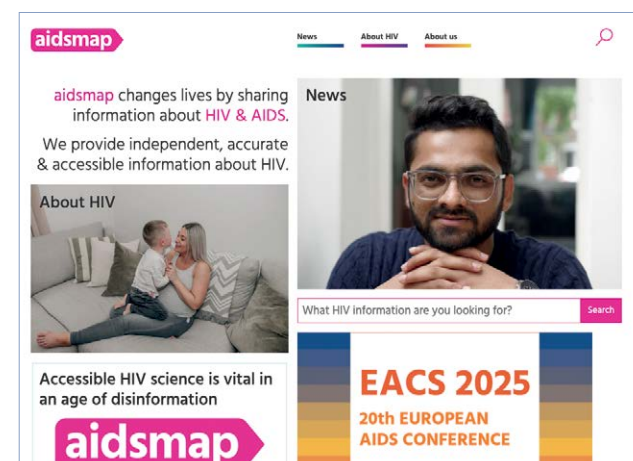 aidsmap
News
About HIV
About us
aidsmap changes lives by sharing
information about HIV & AIDS.
We provide independent, accurate
& accessible information about HIV.
About HIV
Accessible HIV science is vital in
an age of disinformation
aidsmap
News
What HIV information are you looking for?
Search
EACS 2025
20th EUROPEAN
AIDS CONFERENCE